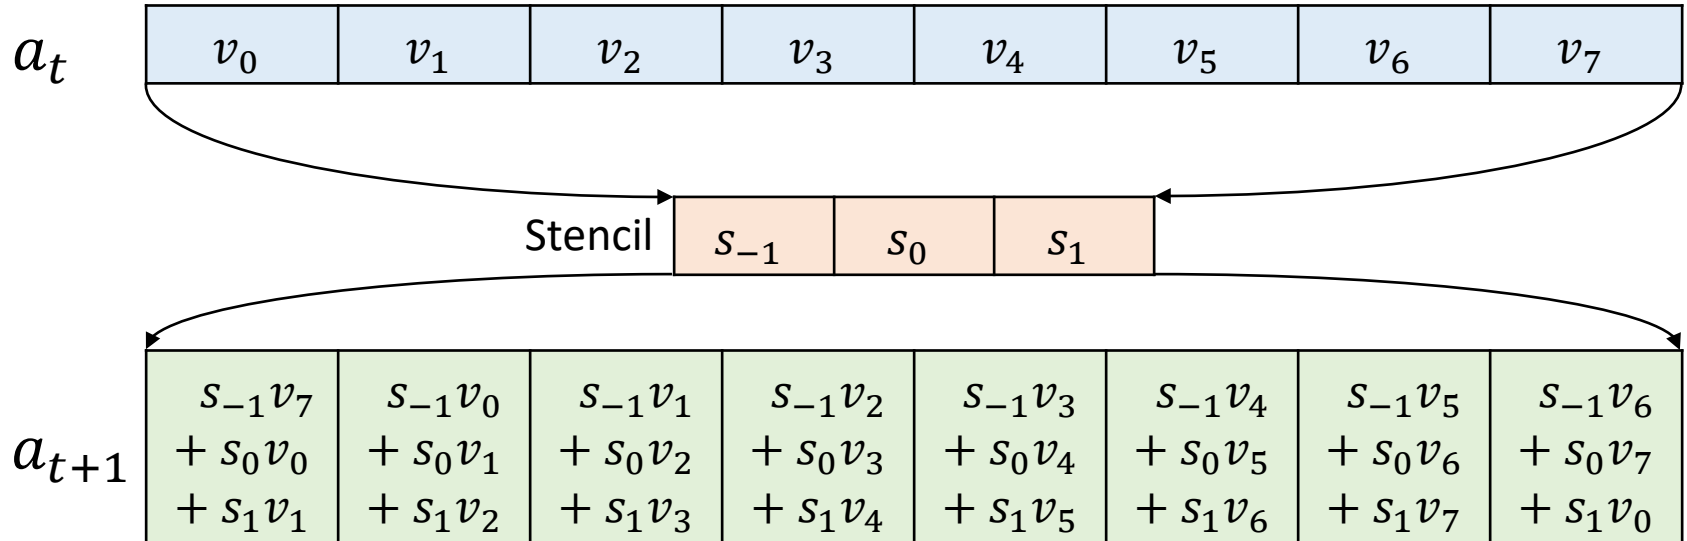 a_t v_0 v_1 v_2 v_3 v_4 v_5 v_6 v_7
Stencil s_{-1} s_0 s_1
s_{-1}v_7 s_{-1}v_0 s_{-1}v_1 s_{-1}v_2 s_{-1}v_3 s_{-1}v_4 s_{-1}v_5 s_{-1}v_6
a_{t+1} + s_0v_0 + s_0v_1 + s_0v_2 + s_0v_3 + s_0v_4 + s_0v_5 + s_0v_6 + s_0v_7
+ s_1v_1 + s_1v_2 + s_1v_3 + s_1v_4 + s_1v_5 + s_1v_6 + s_1v_7 + s_1v_0